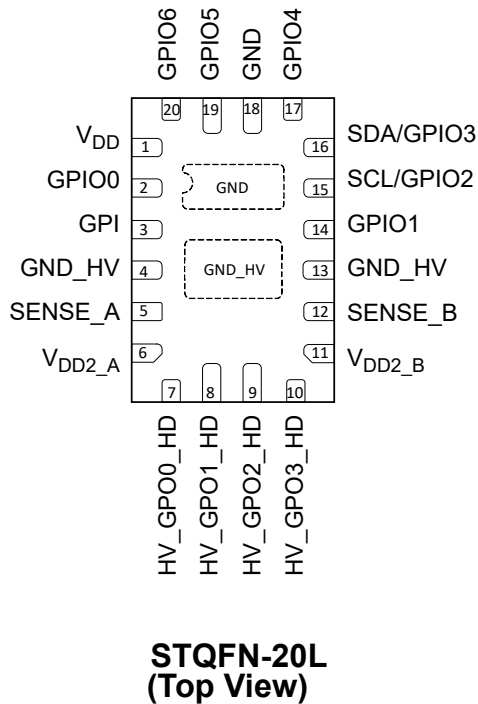 GPIO6
GPIO5
GND
GPIO4
20
19
18
17
VDD
1
16
SDA/GPIO3
GPIO0
2
GND
15
SCL/GPIO2
GPI
3
14
GPIO1
GND_HV
4
GND_HV
13
GND_HV
SENSE_A
5
12
SENSE_B
VDD2_A
6
11
VDD2_B
7
8
9
10
HV_GPO0_HD
HV_GPO1_HD
HV_GPO2_HD
HV_GPO3_HD
STQFN-20L
(Top View)